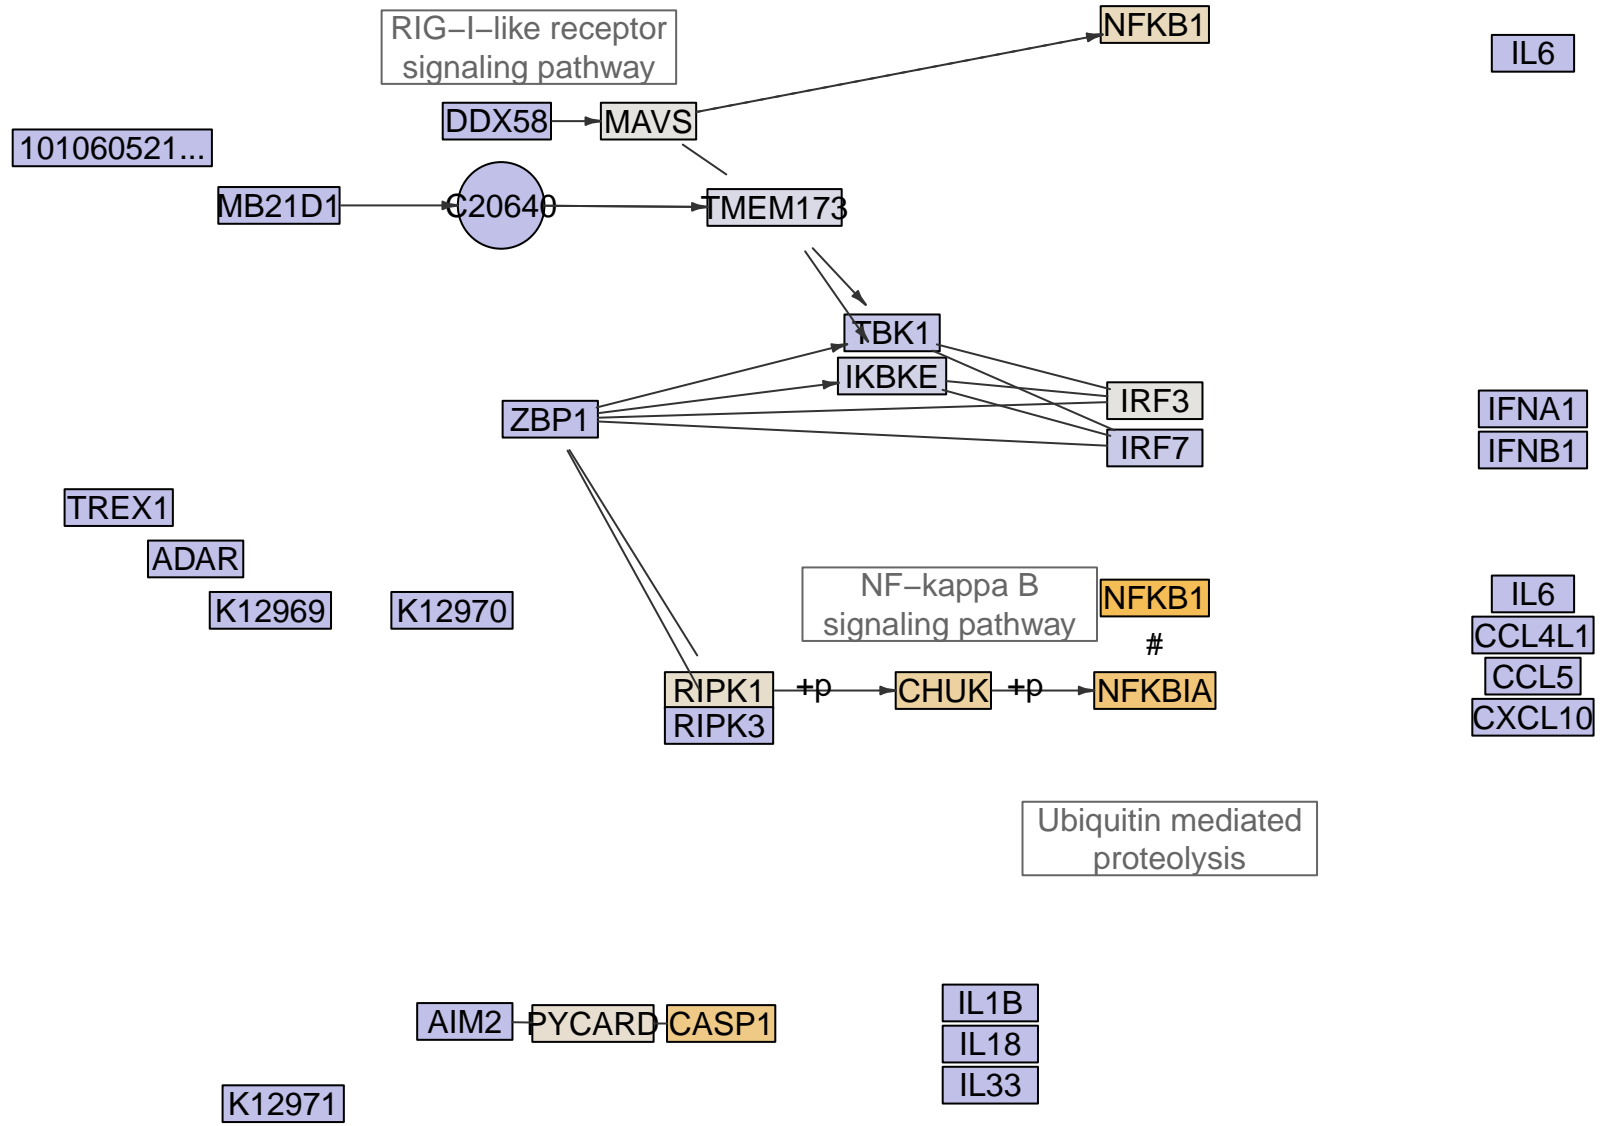 RIG−I−like receptor
signaling pathway
NFKB1
IL6
DDX58
MAVS
101060521...
MB21D1
C20640
TMEM173
TBK1
IKBKE
ZBP1
IRF3
IRF7
IFNA1
IFNB1
TREX1
ADAR
K12969
K12970
NF−kappa B
signaling pathway
NFKB1
#
IL6
CCL4L1
CCL5
CXCL10
RIPK1
+p
CHUK
+p
NFKBIA
RIPK3
Ubiquitin mediated
proteolysis
AIM2
PYCARD
CASP1
IL1B
IL18
IL33
K12971